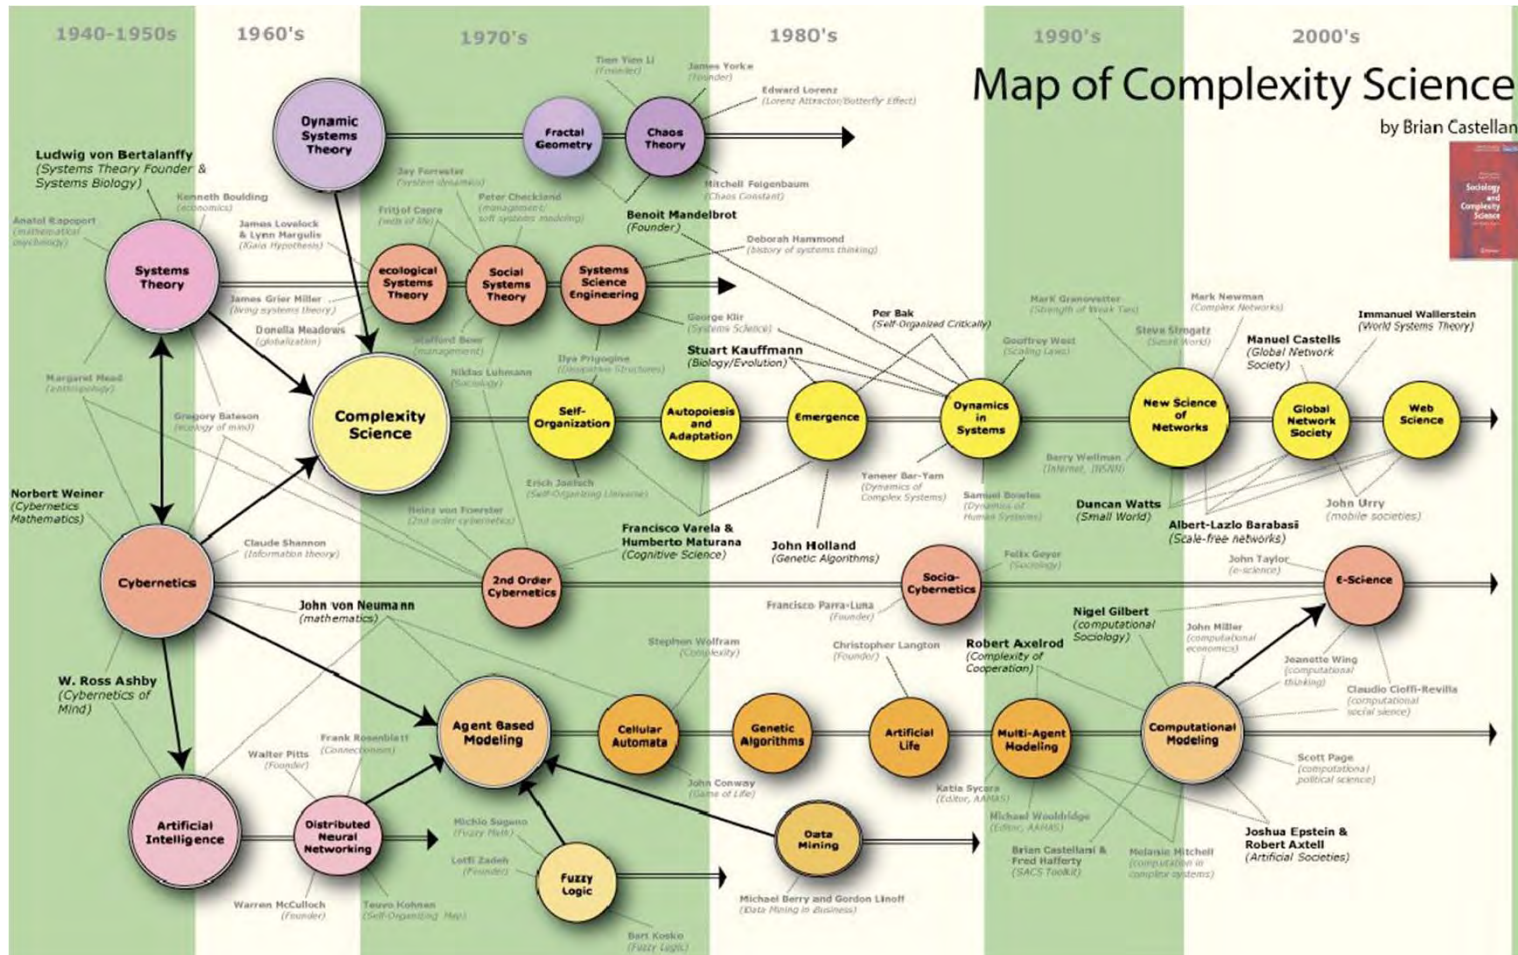 1940-1950s
1960's
1970's
1980's
1990's
2000's
Map of Complexity Science
by Brian Castellan
Sociology
and
Complexity
Science
Dynamic
Systems
Theory
Fractal
Geometry
Chaos
Theory
Tien Yien Li
(Founder)
James Yorke
(Founder)
Edward Lorenz
(Lorenz Attractor/Butterfly Effect)
Mitchell Feigenbaum
(Chaos Constant)
Benoit Mandelbrot
(Founder)
Ludwig von Bertalanffy
(Systems Theory Founder &
Systems Biology)
Kenneth Boulding
(economics)
Anatol Rapoport
(mathematical
psychology)
Systems
Theory
James Lovelock
& Lynn Margulis
(Gaia Hypothesis)
Jay Forrester
(system dynamics)
Fritjof Capra
(web of life)
Peter Checkland
(management/
soft systems modeling)
ecological
Systems
Theory
Social
Systems
Theory
Systems
Science
Engineering
Deborah Hammond
(history of systems thinking)
James Grier Miller
(living systems theory)
Donella Meadows
(globalization)
Stafford Beer
(management)
George Klir
(Systems Science)
Niklas Luhmann
(Sociology)
Ilya Prigogine
(Dissipative Structures)
Stuart Kauffmann
(Biology/Evolution)
Per Bak
(Self-Organized Critically)
Geoffrey West
(Scaling Laws)
Mark Granovetter
(Strength of Weak Ties)
Mark Newman
(Complex Networks)
Steve Strogatz
(Small World)
Manuel Castells
(Global Network
Society)
Immanuel Wallerstein
(World Systems Theory)
Margaret Mead
(anthropology)
Gregory Bateson
(ecology of mind)
Complexity
Science
Self-
Organization
Autopoiesis
and
Adaptation
Emergence
Dynamics
in
Systems
New Science
of
Networks
Global
Network
Society
Web
Science
Erich Jantsch
(Self-Organizing Universe)
Heinz von Foerster
(2nd order cybernetics)
Francisco Varela &
Humberto Maturana
(Cognitive Science)
John Holland
(Genetic Algorithms)
Yaneer Bar-Yam
(Dynamics of
Complex Systems)
Samuel Bowles
(Dynamics of
Human Systems)
Barry Wellman
(Internet, INSNA)
Duncan Watts
(Small World)
Albert-Lazlo Barabasi
(Scale-free networks)
John Urry
(mobile societies)
Norbert Weiner
(Cybernetics
Mathematics)
Claude Shannon
(Information theory)
Cybernetics
2nd Order
Cybernetics
Socio-
Cybernetics
Felix Geyer
(Sociology)
Francisco Parra-Luna
(Founder)
John Taylor
(e-science)
E-Science
John von Neumann
(mathematics)
Stephen Wolfram
(Complexity)
Christopher Langton
(Founder)
Robert Axelrod
(Complexity of
Cooperation)
Nigel Gilbert
(computational
Sociology)
John Miller
(computational
economics)
Jeanette Wing
(computational
thinking)
Claudio Cioffi-Revilla
(computational
social sience)
W. Ross Ashby
(Cybernetics of
Mind)
Agent Based
Modeling
Cellular
Automata
Genetic
Algorithms
Artificial
Life
Multi-Agent
Modeling
Computational
Modeling
Scott Page
(computational
political science)
John Conway
(Game of Life)
Walter Pitts
(Founder)
Frank Rosenblatt
(Connectionism)
Artificial
Intelligence
Distributed
Neural
Networking
Warren McCulloch
(Founder)
Teuvo Kohnen
(Self-Organizing Map)
Michio Sugeno
(Fuzzy Math)
Lotfi Zadeh
(Founder)
Fuzzy
Logic
Bart Kosko
(Fuzzy Logic)
Data
Mining
Michael Berry and Gordon Linoff
(Data Mining in Business)
Katia Sycara
(Editor, AAMAS)
Michael Wouldridge
(Editor, AAMAS)
Brian Castellani &
Fred Hafferty
(SACS Toolkit)
Melanie Mitchell
(computation in
complex systems)
Joshua Epstein &
Robert Axtell
(Artificial Societies)